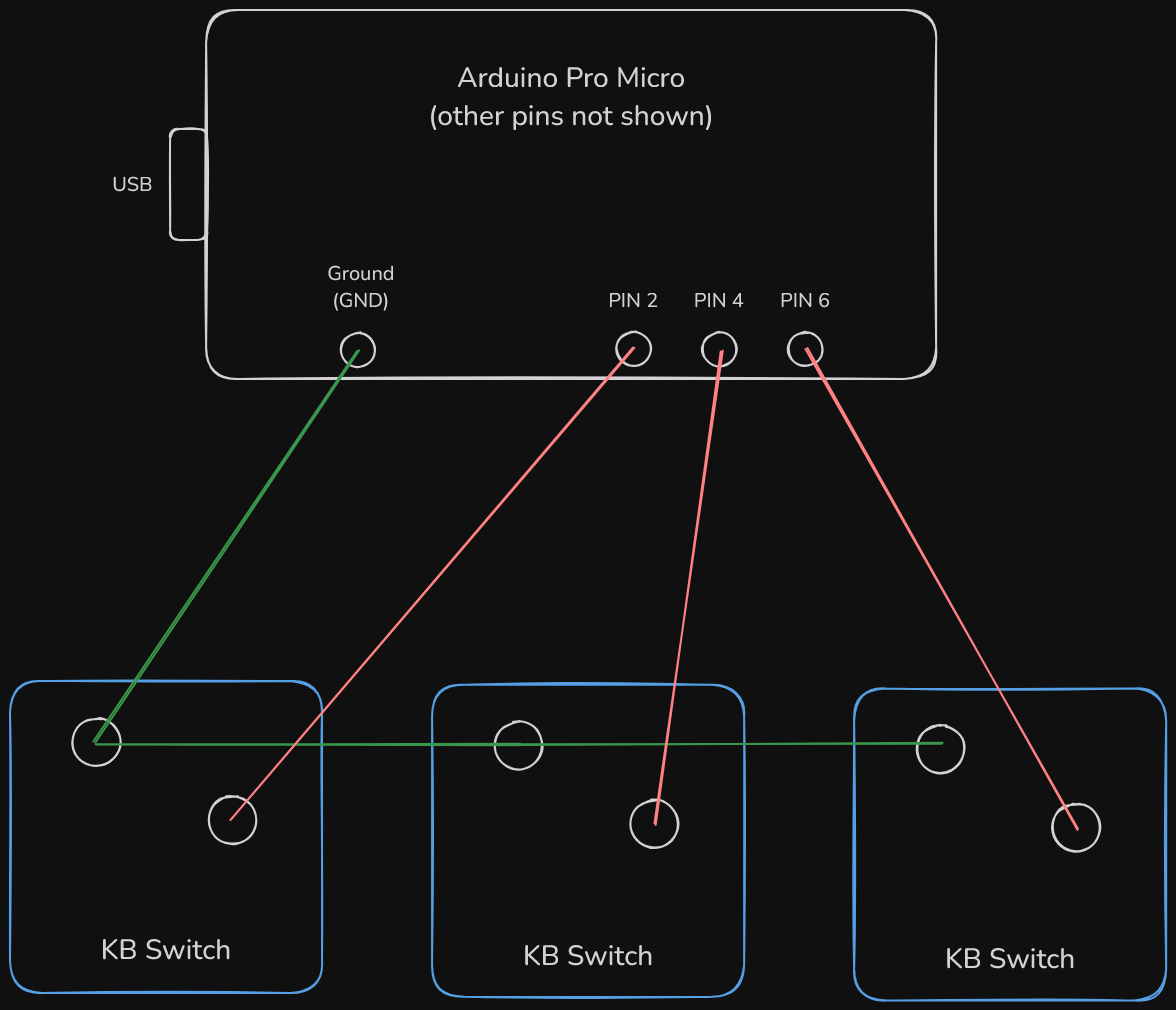 Arduino Pro Micro
(other pins not shown)
USB
Ground
(GND)
PIN 2
PIN 4
PIN 6
KB Switch
KB Switch
KB Switch